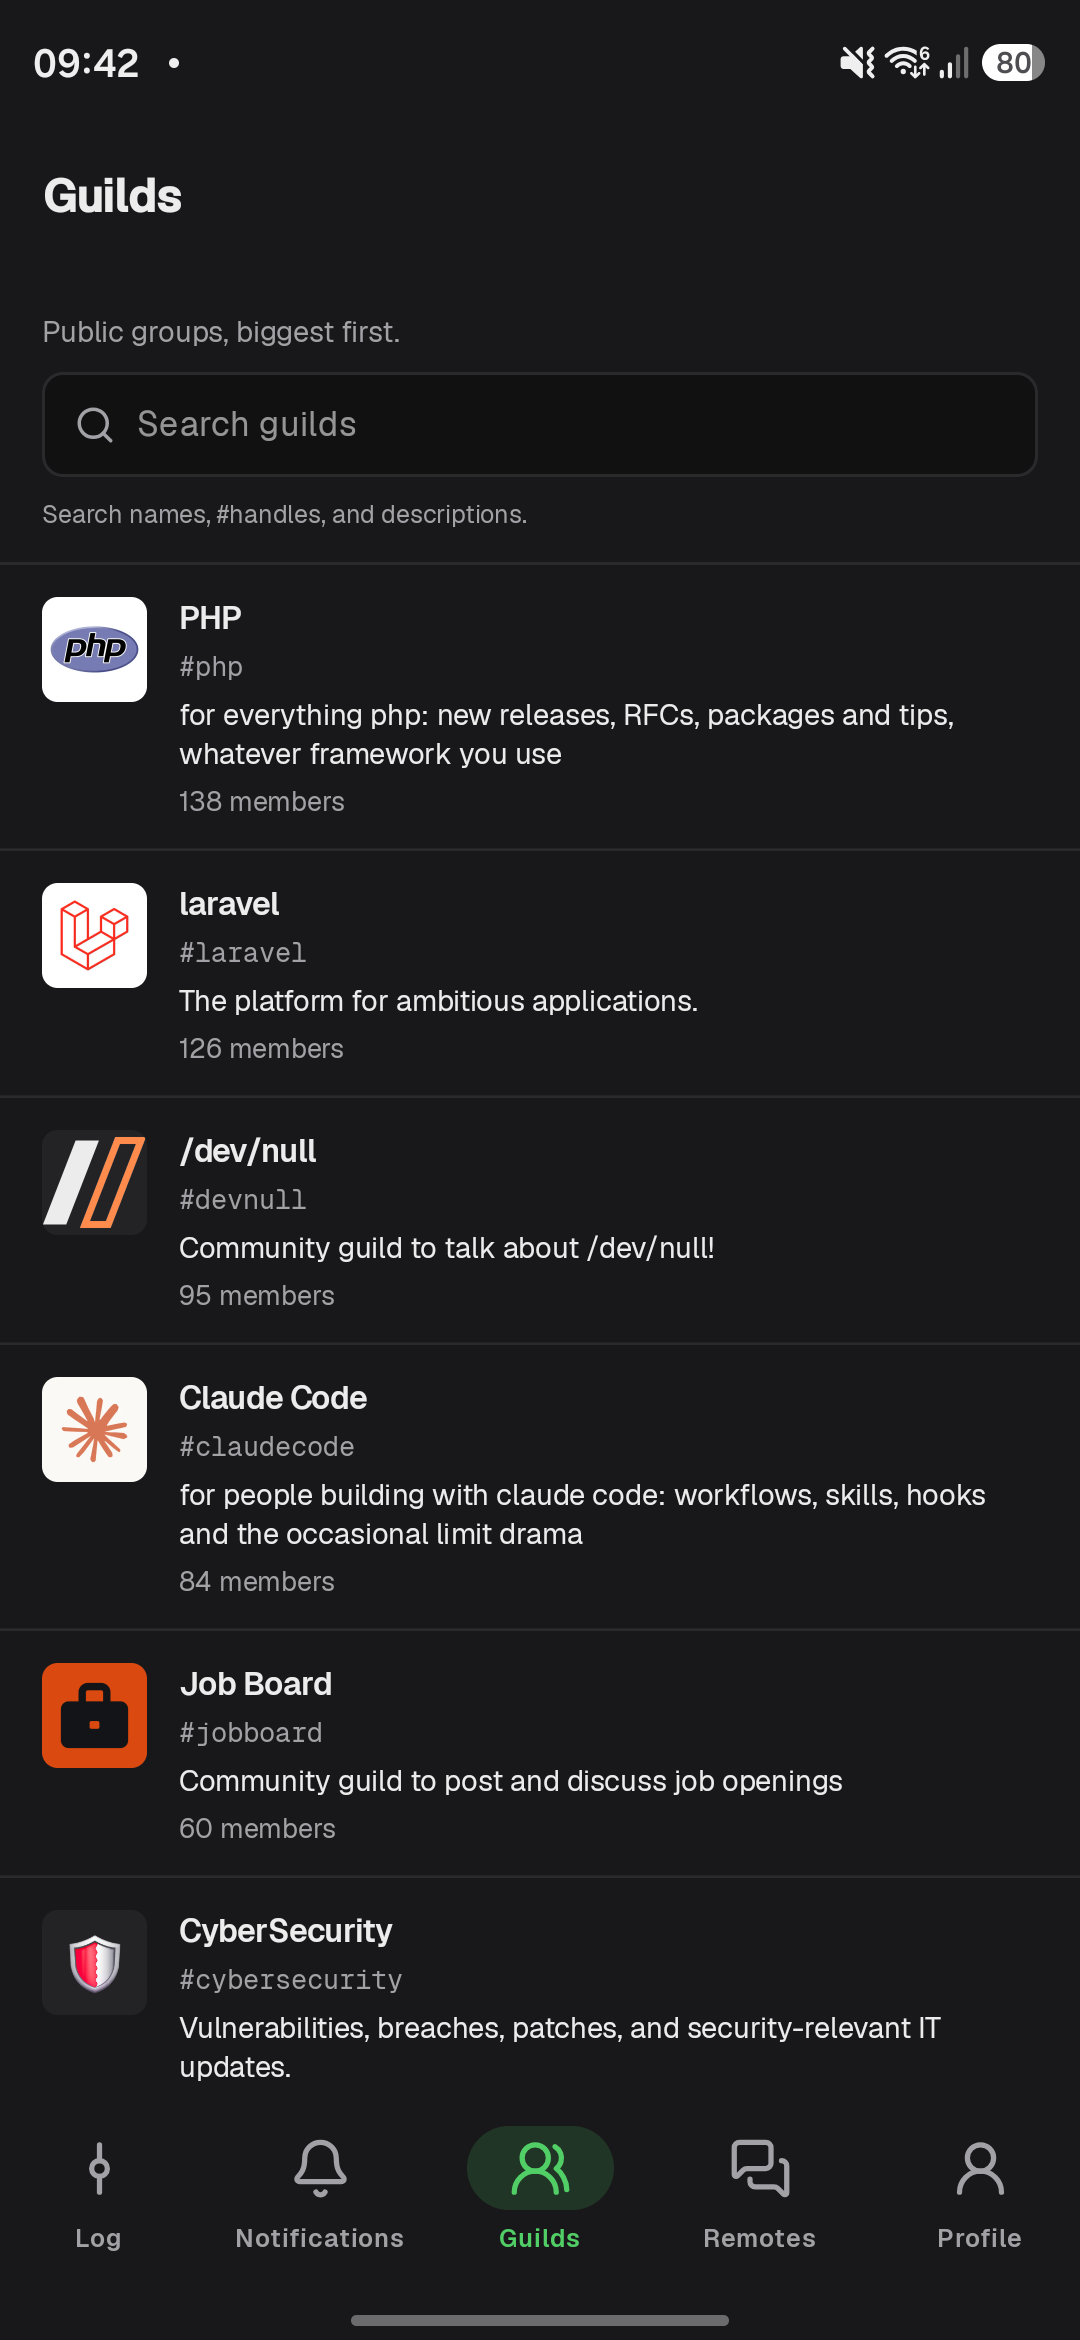 09:42
6
80
Guilds
Public groups, biggest first.
Search guilds
Search names, #handles, and descriptions.
php
PHP
#php
for everything php: new releases, RFCs, packages and tips,
whatever framework you use
138 members
laravel
#laravel
The platform for ambitious applications.
126 members
/dev/null
#devnull
Community guild to talk about /dev/null!
95 members
Claude Code
#claudecode
for people building with claude code: workflows, skills, hooks
and the occasional limit drama
84 members
Job Board
#jobboard
Community guild to post and discuss job openings
60 members
CyberSecurity
#cybersecurity
Vulnerabilities, breaches, patches, and security-relevant IT
updates.
Log
Notifications
Guilds
Remotes
Profile